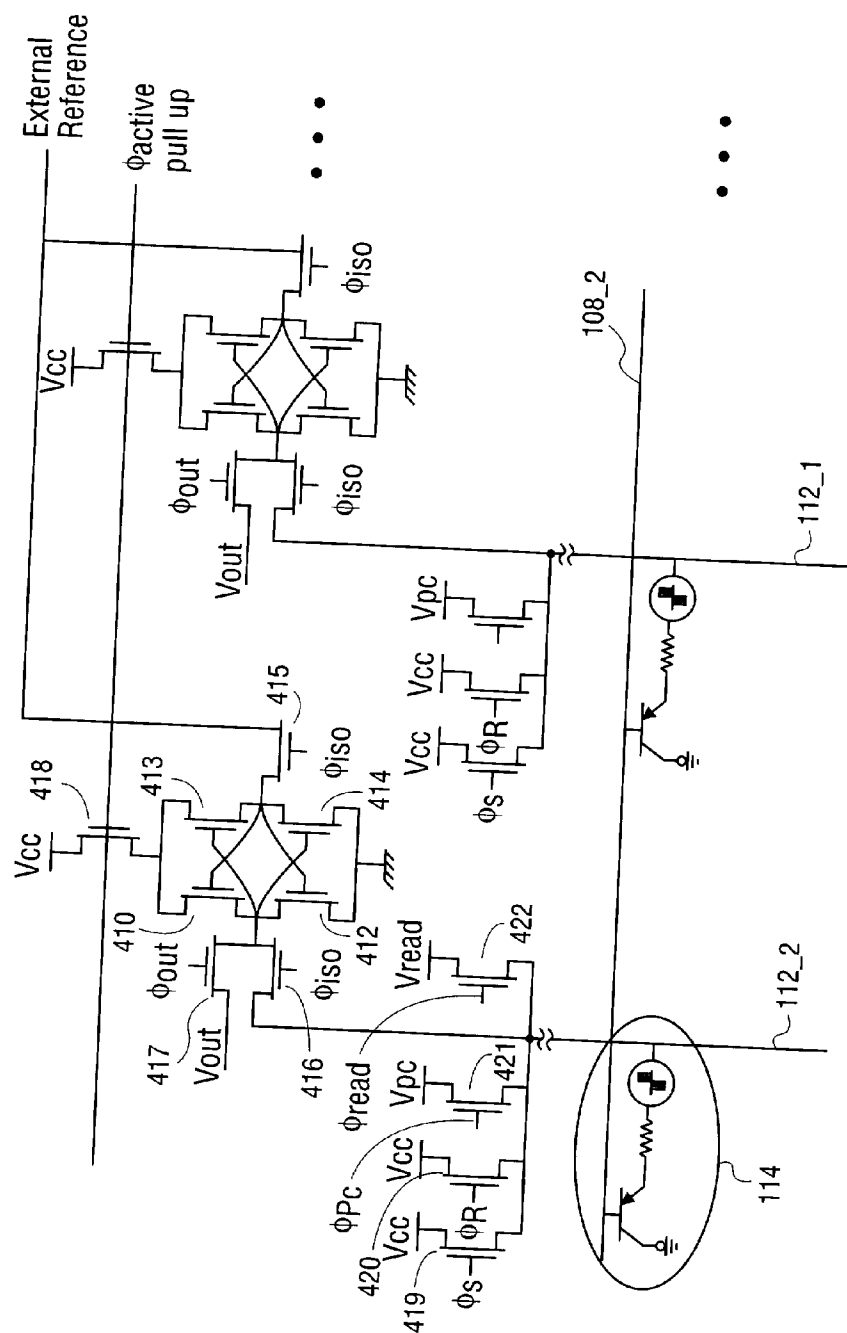 External
Reference
ϕactive
pull up
Vcc
Vcc
418
413
415
410
ϕout
417
Vout
ϕiso
416
412
414
ϕiso
ϕout
Vout
ϕiso
ϕiso
Vread
422
ϕread
Vpc
421
ϕPc
Vcc
420
ϕR
Vcc
419
ϕS
Vpc
Vcc
ϕR
Vcc
ϕS
108_2
112_1
112_2
114